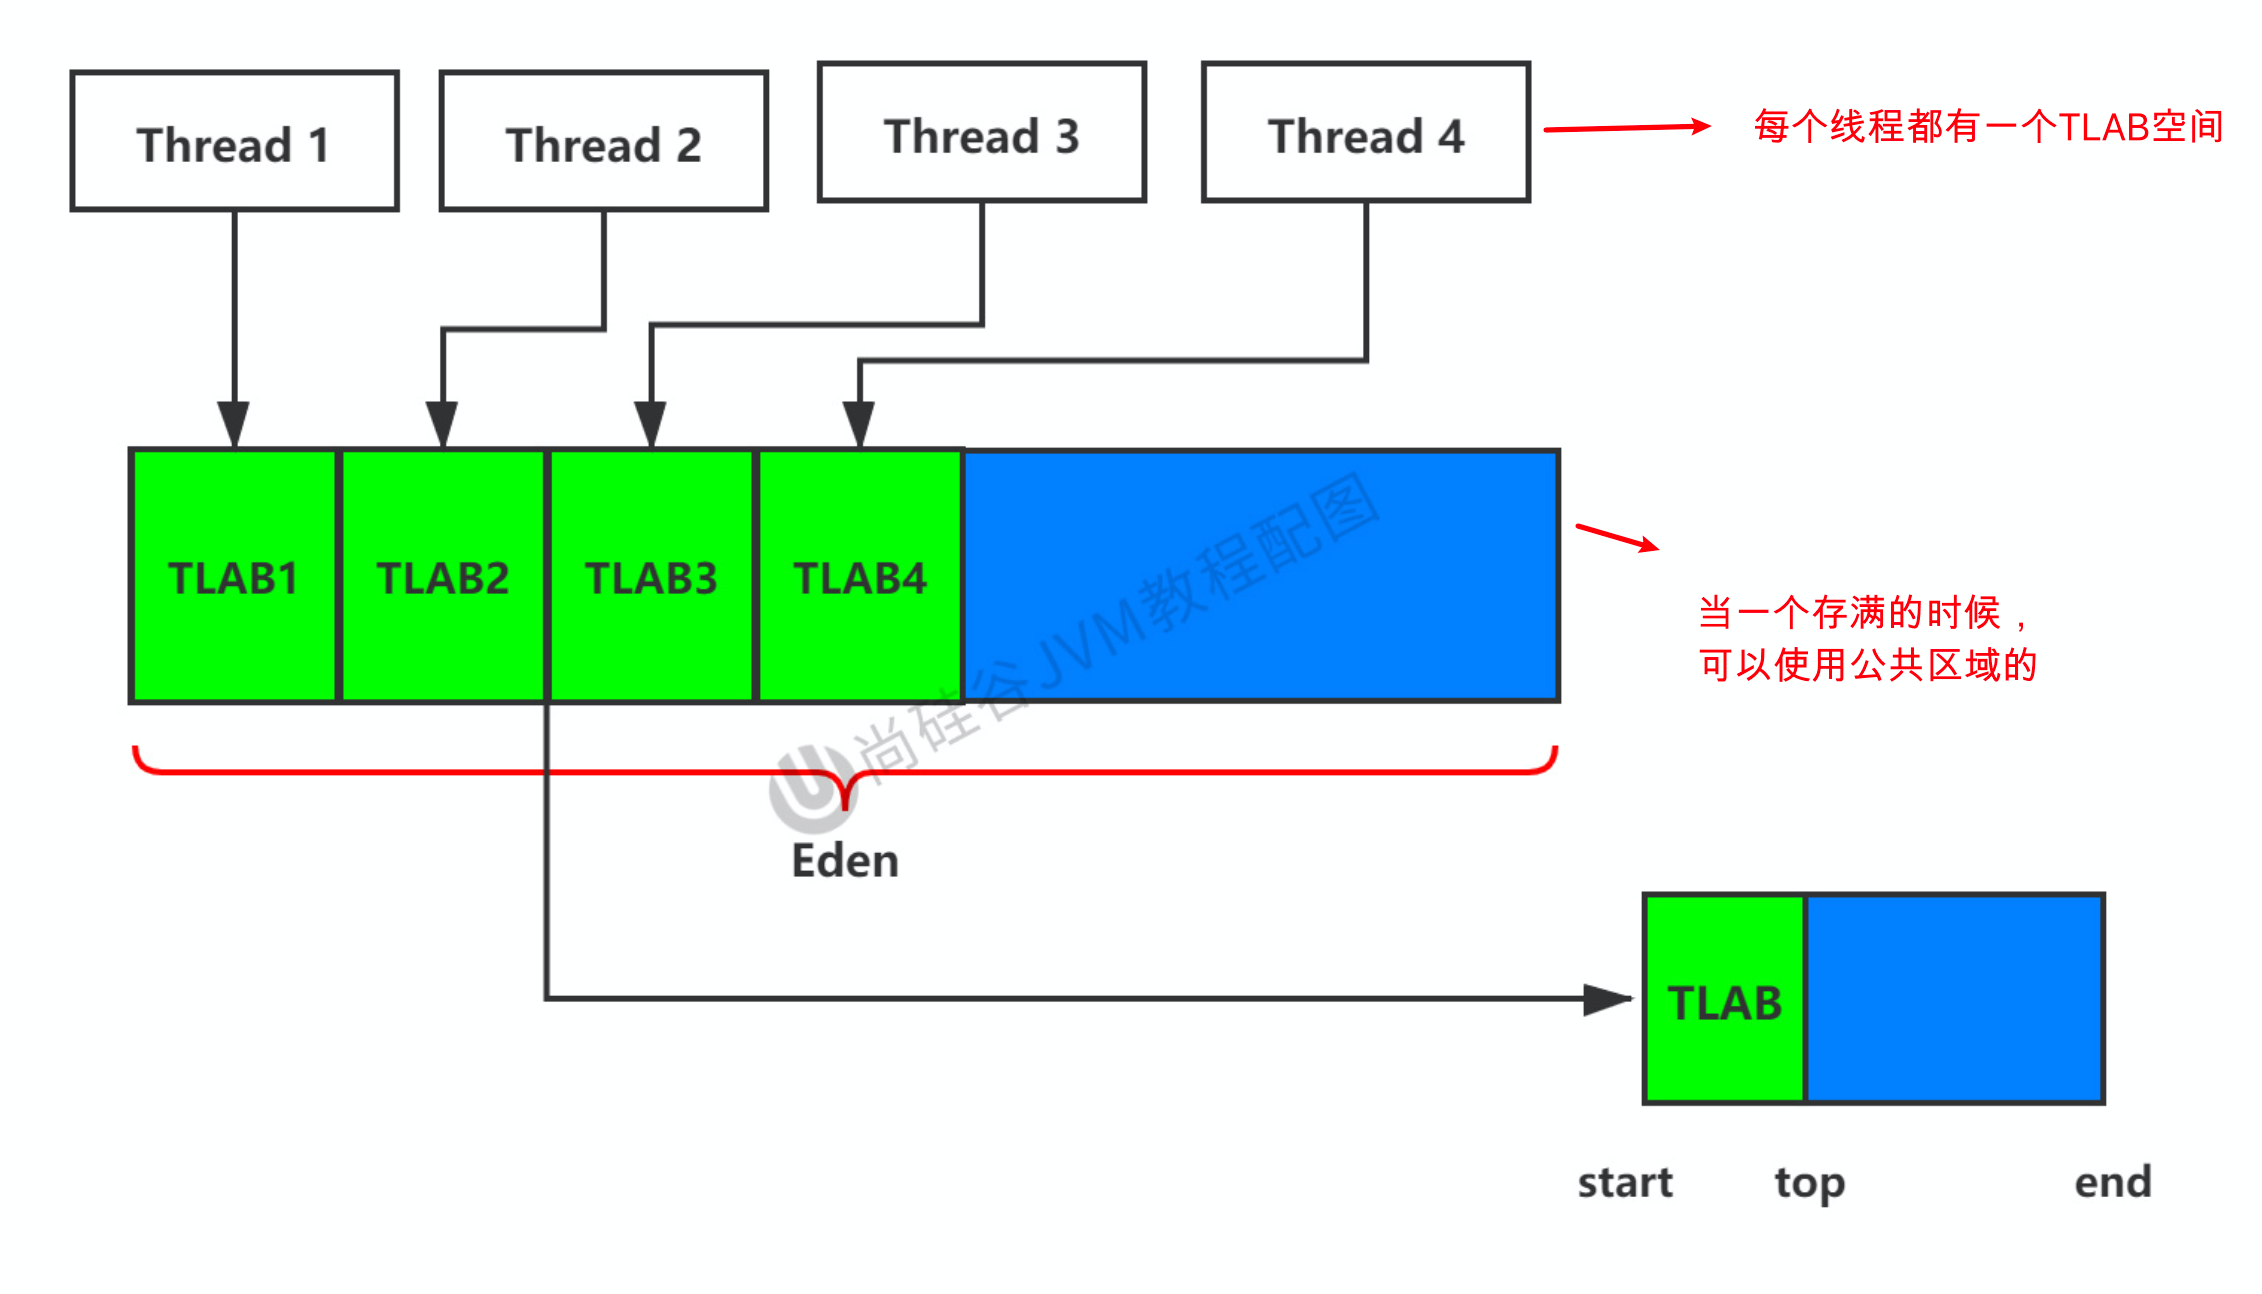 Thread 1
Thread 2
Thread 3
Thread 4
每个线程都有一个TLAB空间
TLAB1
TLAB2
TLAB3
TLAB4
当一个存满的时候，
可以使用公共区域的
尚硅谷JVM教程配图
Eden
TLAB
start
top
end